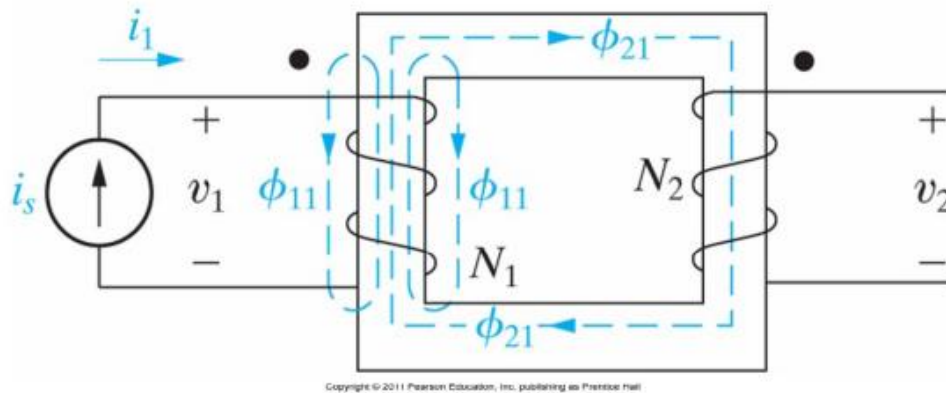 i₁
ϕ₂₁
+
+
iₛ
v₁
ϕ₁₁
ϕ₁₁
N₂
v₂
−
N₁
−
ϕ₂₁
Copyright © 2011 Pearson Education, Inc. publishing as Prentice Hall